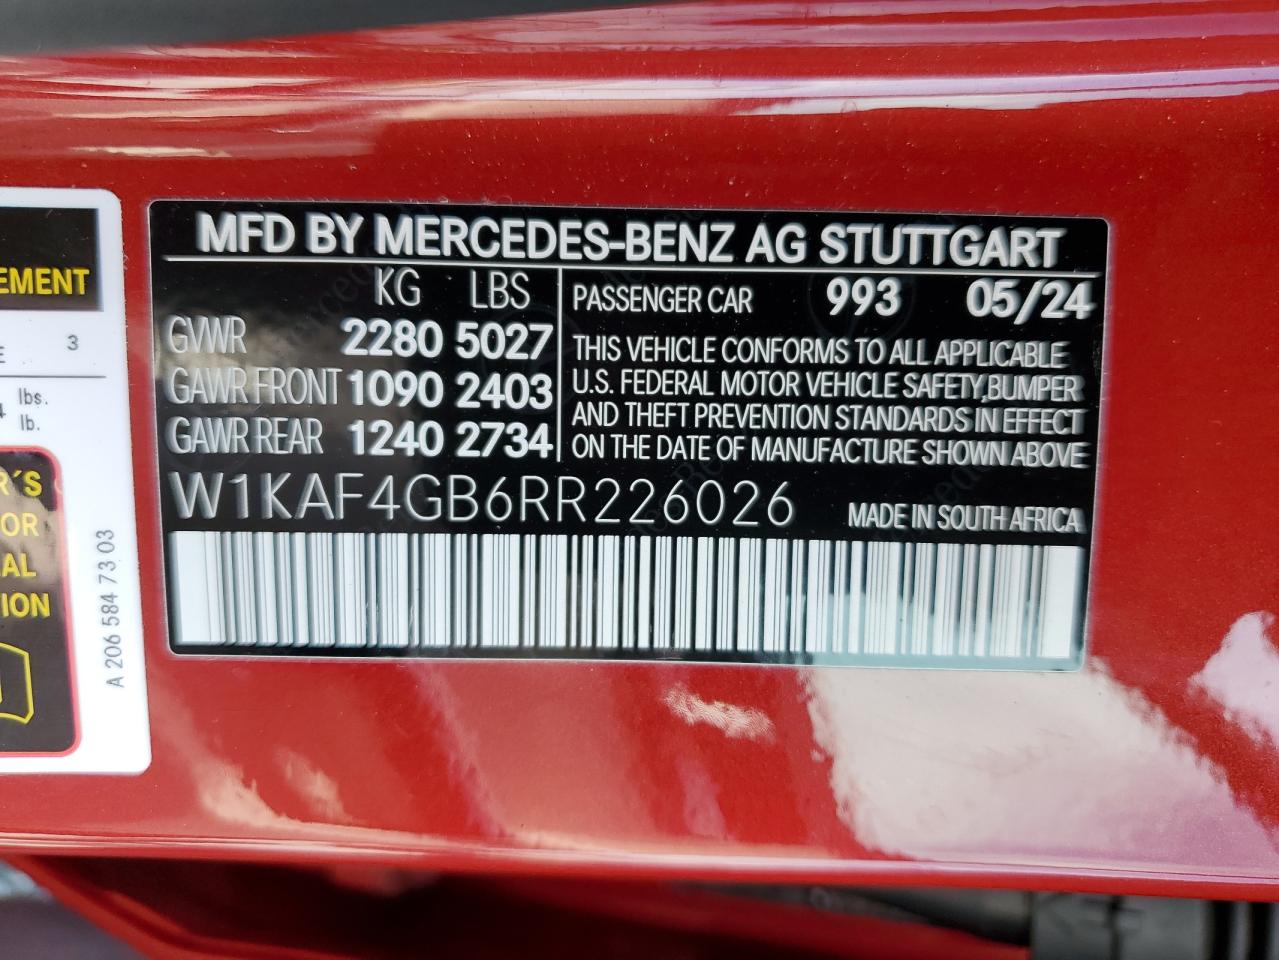 MFD BY MERCEDES-BENZ AG STUTTGART
KG LBS
GVWR 2280 5027
GAWR FRONT 1090 2403
GAWR REAR 1240 2734
PASSENGER CAR 993 05/24
THIS VEHICLE CONFORMS TO ALL APPLICABLE
U.S. FEDERAL MOTOR VEHICLE SAFETY,BUMPER
AND THEFT PREVENTION STANDARDS IN EFFECT
ON THE DATE OF MANUFACTURE SHOWN ABOVE
W1KAF4GB6RR226026
MADE IN SOUTH AFRICA
EMENT
E 3
lbs.
lb.
R´S
OR
AL
ION
A 206 584 73 03